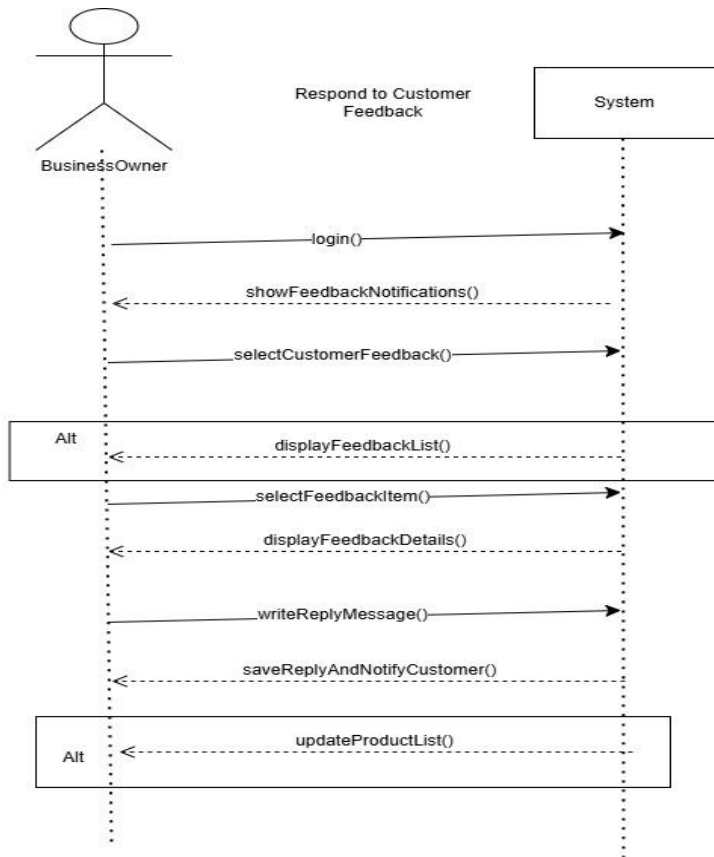 Respond to Customer
Feedback
System
BusinessOwner
login()
showFeedbackNotifications()
selectCustomerFeedback()
Alt
displayFeedbackList()
selectFeedbackItem()
displayFeedbackDetails()
writeReplyMessage()
saveReplyAndNotifyCustomer()
updateProductList()
Alt